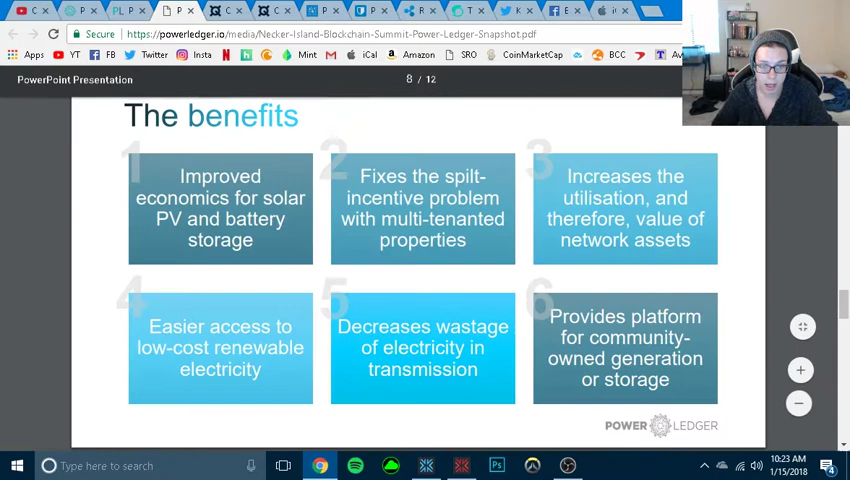 C
P
PL P
P
C
C
P
P
R
T
K
A
iC
Secure
https://powerledger.io/media/Necker-Island-Blockchain-Summit-Power-Ledger-Snapshot.pdf
Apps
YT
FB
Twitter
Insta
Mint
iCal
Amazon
SRO
CoinMarketCap
BCC
T
PowerPoint Presentation
8 / 12
The benefits
1
Improved
economics for solar
PV and battery
storage
2
Fixes the spilt-
incentive problem
with multi-tenanted
properties
3
Increases the
utilisation, and
therefore, value of
network assets
4
Easier access to
low-cost renewable
electricity
5
Decreases wastage
of electricity in
transmission
6
Provides platform
for community-
owned generation
or storage
POWER LEDGER
Type here to search
10:23 AM
1/15/2018
4